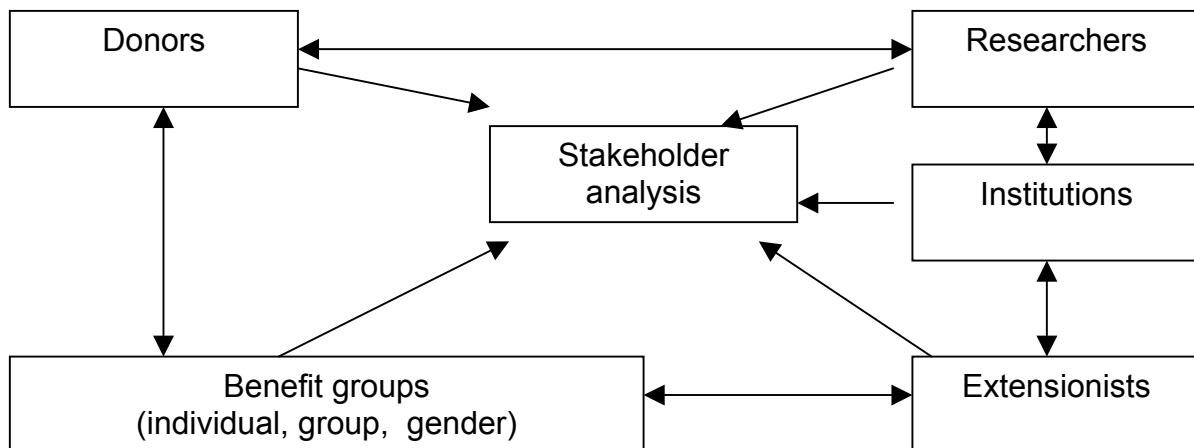 Donors
Researchers
Stakeholder
analysis
Institutions
Benefit groups
(individual, group, gender)
Extensionists